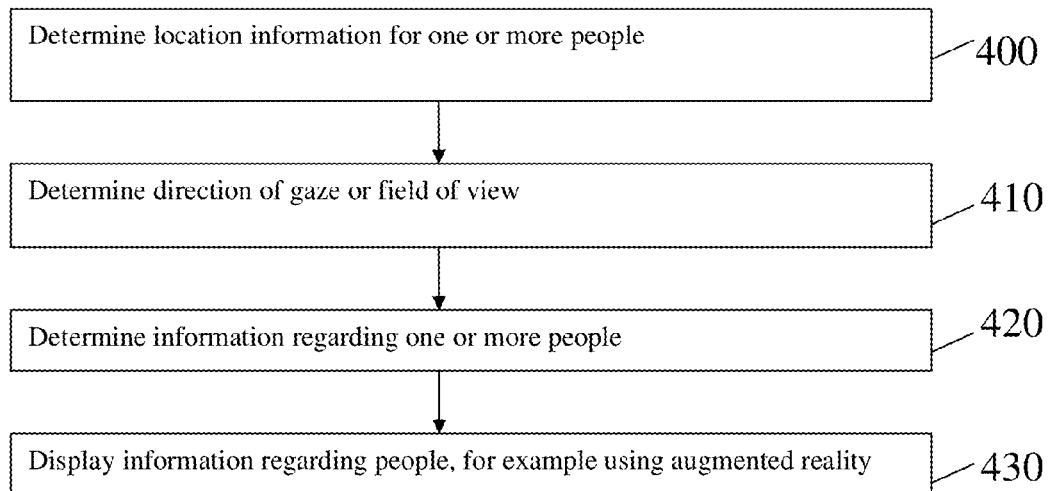 Determine location information for one or more people
400
Determine direction of gaze or field of view
410
Determine information regarding one or more people
420
Display information regarding people, for example using augmented reality
430